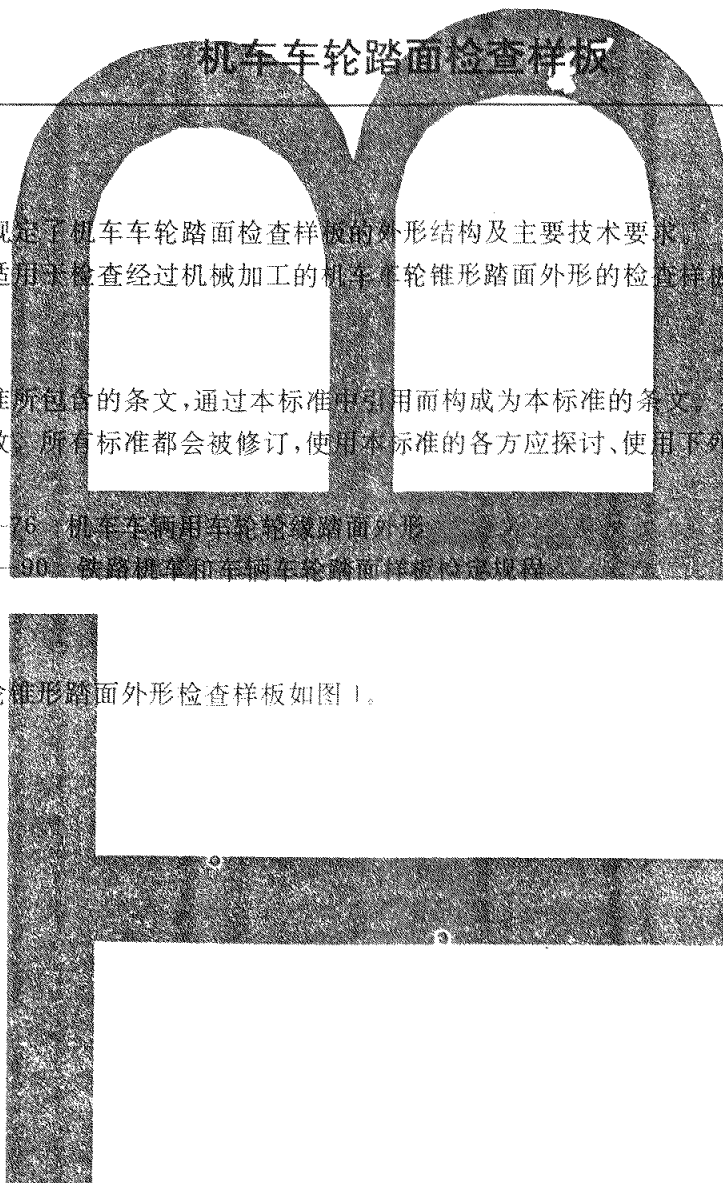 机车车轮踏面检查样板
规定了机车车轮踏面检查样板的外形结构及主要技术要求。
适用于检查经过机械加工的机车车轮锥形踏面外形的检查样板
准所包含的条文,通过本标准中引用而构成为本标准的条文。
效。所有标准都会被修订,使用本标准的各方应探讨、使用下列
—76 机车车辆用车轮轮缘踏面外形
—90 铁路机车和车辆车轮踏面样板检定规程
轮锥形踏面外形检查样板如图1。